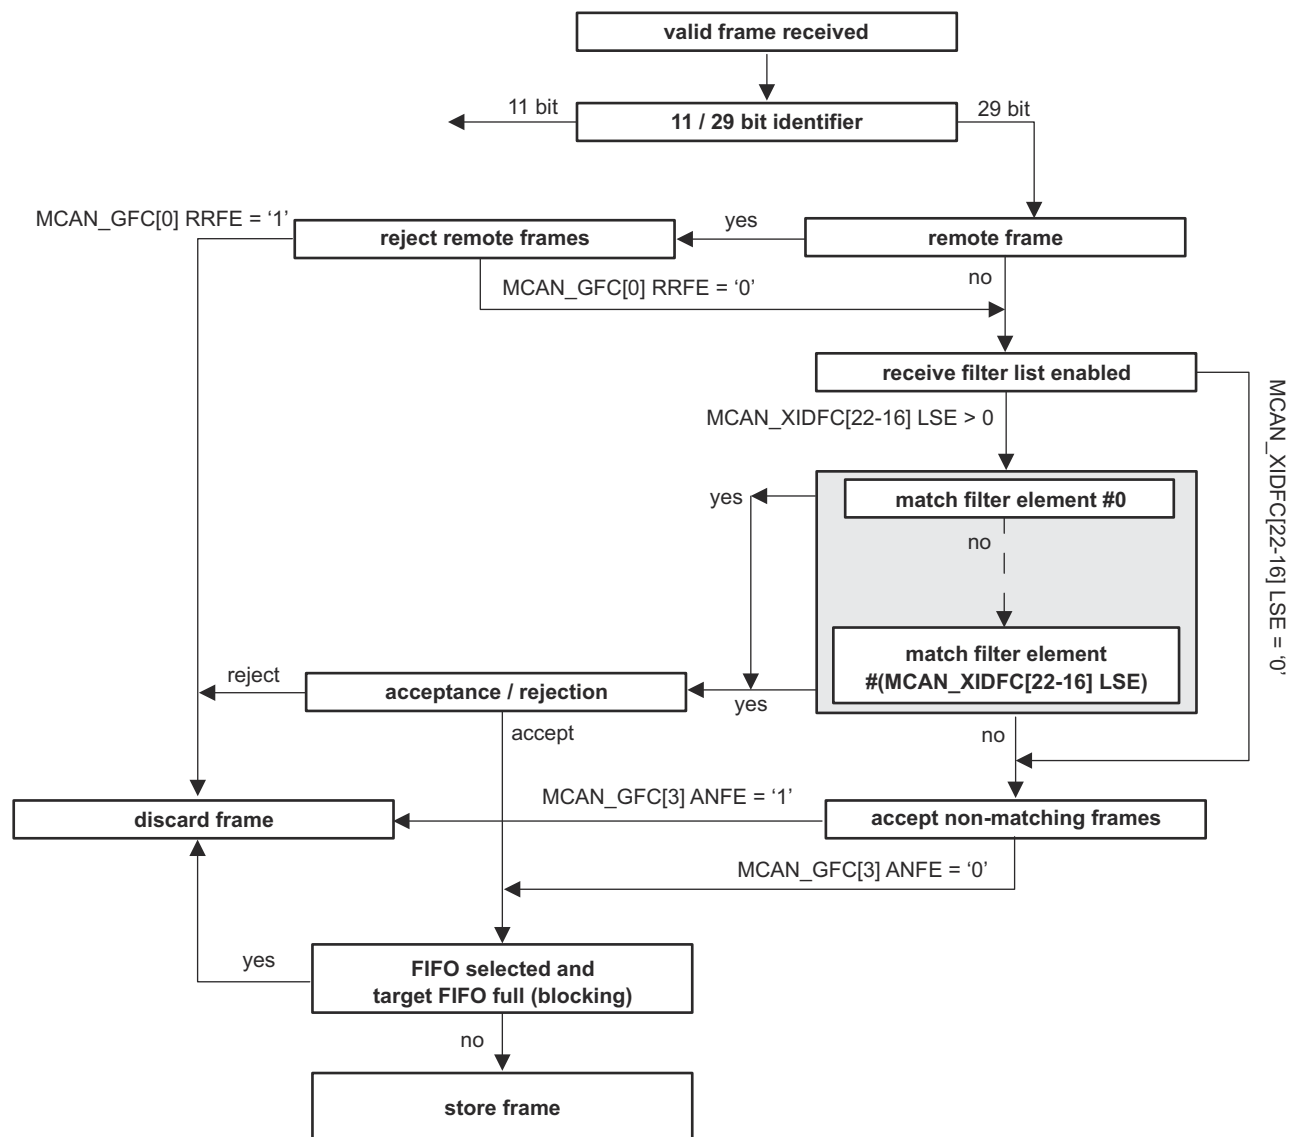 valid frame received
11 bit
11 / 29 bit identifier
29 bit
MCAN_GFC[0] RRFE = ‘1’
reject remote frames
yes
remote frame
MCAN_GFC[0] RRFE = ‘0’
no
receive filter list enabled
MCAN_XIDFC[22-16] LSE > 0
MCAN_XIDFC[22-16] LSE = ‘0’
yes
match filter element #0
no
match filter element
#(MCAN_XIDFC[22-16] LSE)
reject
acceptance / rejection
yes
accept
no
MCAN_GFC[3] ANFE = ‘1’
discard frame
accept non-matching frames
MCAN_GFC[3] ANFE = ‘0’
yes
FIFO selected and
target FIFO full (blocking)
no
store frame